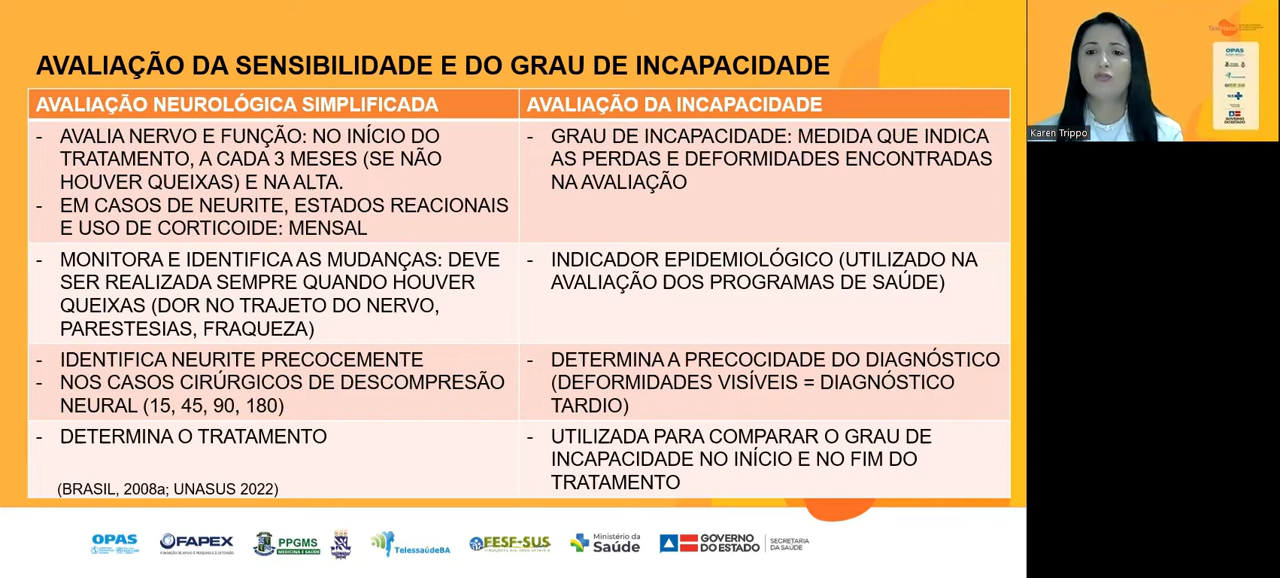 AVALIAÇÃO DA SENSIBILIDADE E DO GRAU DE INCAPACIDADE
AVALIAÇÃO NEUROLÓGICA SIMPLIFICADA
- AVALIA NERVO E FUNÇÃO: NO INÍCIO DO
TRATAMENTO, A CADA 3 MESES (SE NÃO
HOUVER QUEIXAS) E NA ALTA.
- EM CASOS DE NEURITE, ESTADOS REACIONAIS
E USO DE CORTICOIDE: MENSAL
- MONITORA E IDENTIFICA AS MUDANÇAS: DEVE
SER REALIZADA SEMPRE QUANDO HOUVER
QUEIXAS (DOR NO TRAJETO DO NERVO,
PARESTESIAS, FRAQUEZA)
- IDENTIFICA NEURITE PRECOCEMENTE
- NOS CASOS CIRÚRGICOS DE DESCOMPRESÃO
NEURAL (15, 45, 90, 180)
- DETERMINA O TRATAMENTO
(BRASIL, 2008a; UNASUS 2022)
AVALIAÇÃO DA INCAPACIDADE
- GRAU DE INCAPACIDADE: MEDIDA QUE INDICA
AS PERDAS E DEFORMIDADES ENCONTRADAS
NA AVALIAÇÃO
- INDICADOR EPIDEMIOLÓGICO (UTILIZADO NA
AVALIAÇÃO DOS PROGRAMAS DE SAÚDE)
- DETERMINA A PRECOCIDADE DO DIAGNÓSTICO
(DEFORMIDADES VISÍVEIS = DIAGNÓSTICO
TARDIO)
- UTILIZADA PARA COMPARAR O GRAU DE
INCAPACIDADE NO INÍCIO E NO FIM DO
TRATAMENTO
OPAS
FAPEX
PPGMS
MEDICINA E SAÚDE
TelessaúdeBA
FESF-SUS
Ministério da
Saúde
GOVERNO
DO ESTADO
SECRETARIA
DA SAÚDE
Karen Trippo
OPAS